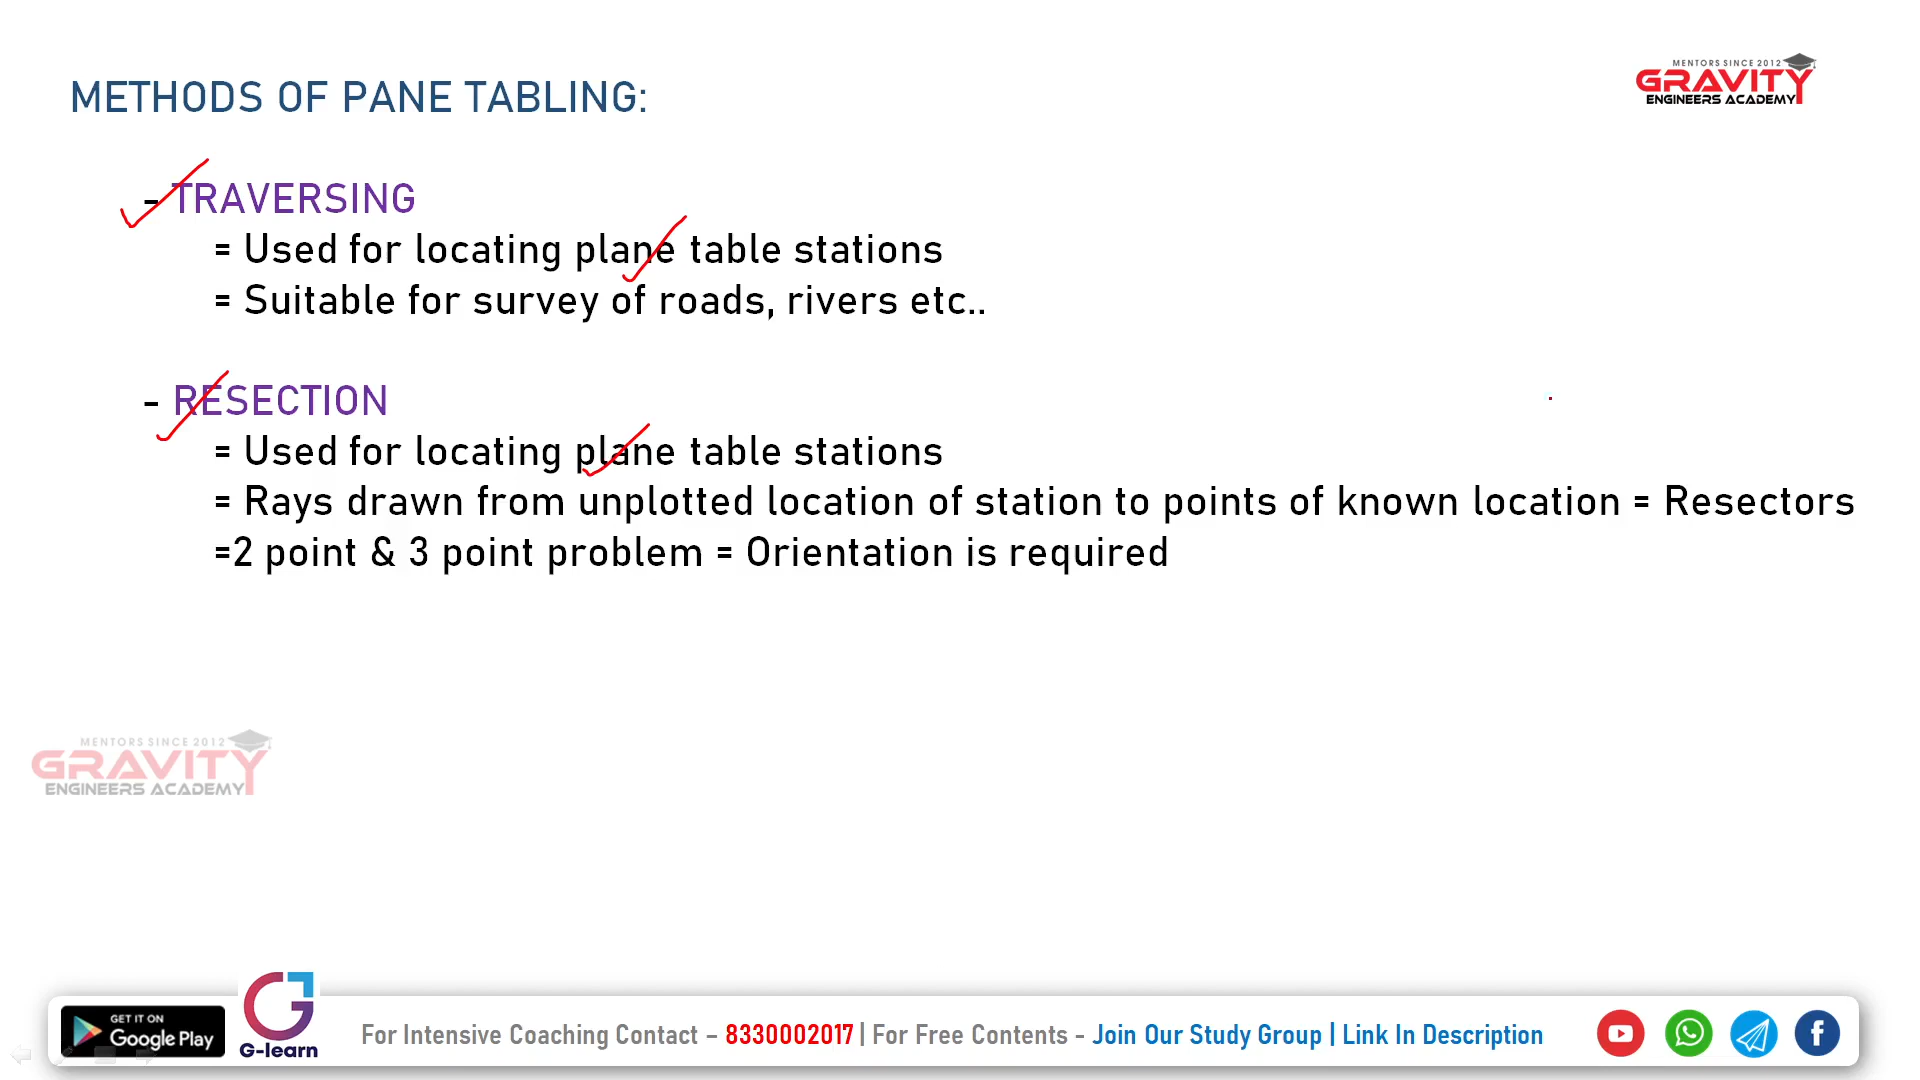 METHODS OF PANE TABLING:
MENTORS SINCE 2012
GRAVITY
ENGINEERS ACADEMY
- TRAVERSING
= Used for locating plane table stations
= Suitable for survey of roads, rivers etc..
- RESECTION
= Used for locating plane table stations
= Rays drawn from unplotted location of station to points of known location = Resectors
=2 point & 3 point problem = Orientation is required
MENTORS SINCE 2012
GRAVITY
ENGINEERS ACADEMY
GET IT ON
Google Play
G-learn
For Intensive Coaching Contact – 8330002017 | For Free Contents - Join Our Study Group | Link In Description